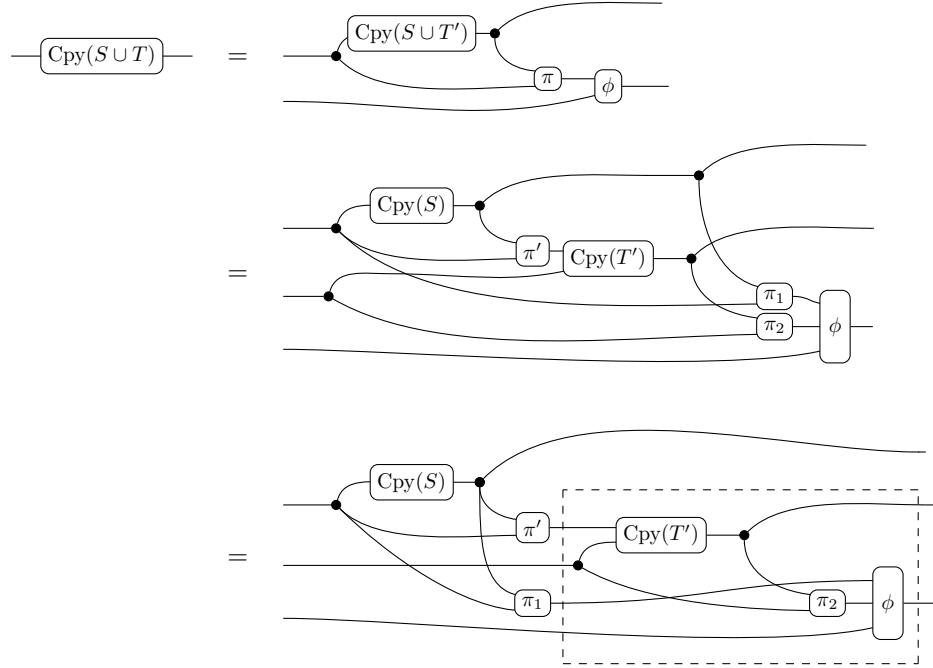 Cpy(S ∪ T) = Cpy(S ∪ T′)
π
ϕ
Cpy(S)
π′
Cpy(T′)
=
π₁
π₂
ϕ
Cpy(S)
π′
Cpy(T′)
=
π₁
π₂
ϕ